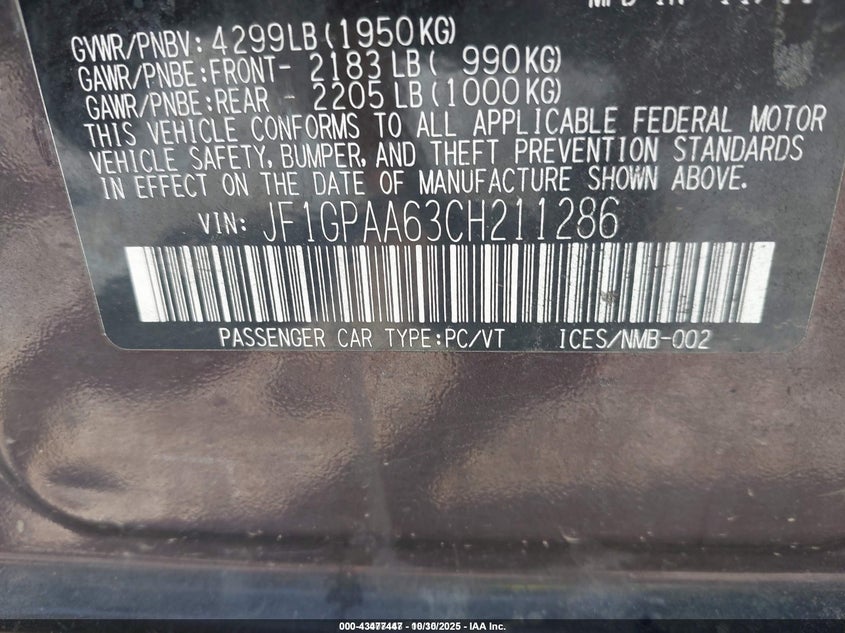 GVWR/PNBV: 4299LB(1950KG)
GAWR/PNBE:FRONT- 2183 LB( 990KG)
GAWR/PNBE:REAR - 2205 LB(1000KG)
THIS VEHICLE CONFORMS TO ALL APPLICABLE FEDERAL MOTOR
VEHICLE SAFETY, BUMPER, AND THEFT PREVENTION STANDARDS
IN EFFECT ON THE DATE OF MANUFACTURE SHOWN ABOVE.
VIN: JF1GPAA63CH211286
PASSENGER CAR TYPE:PC/VT ICES/NMB-002
IAA Inc.